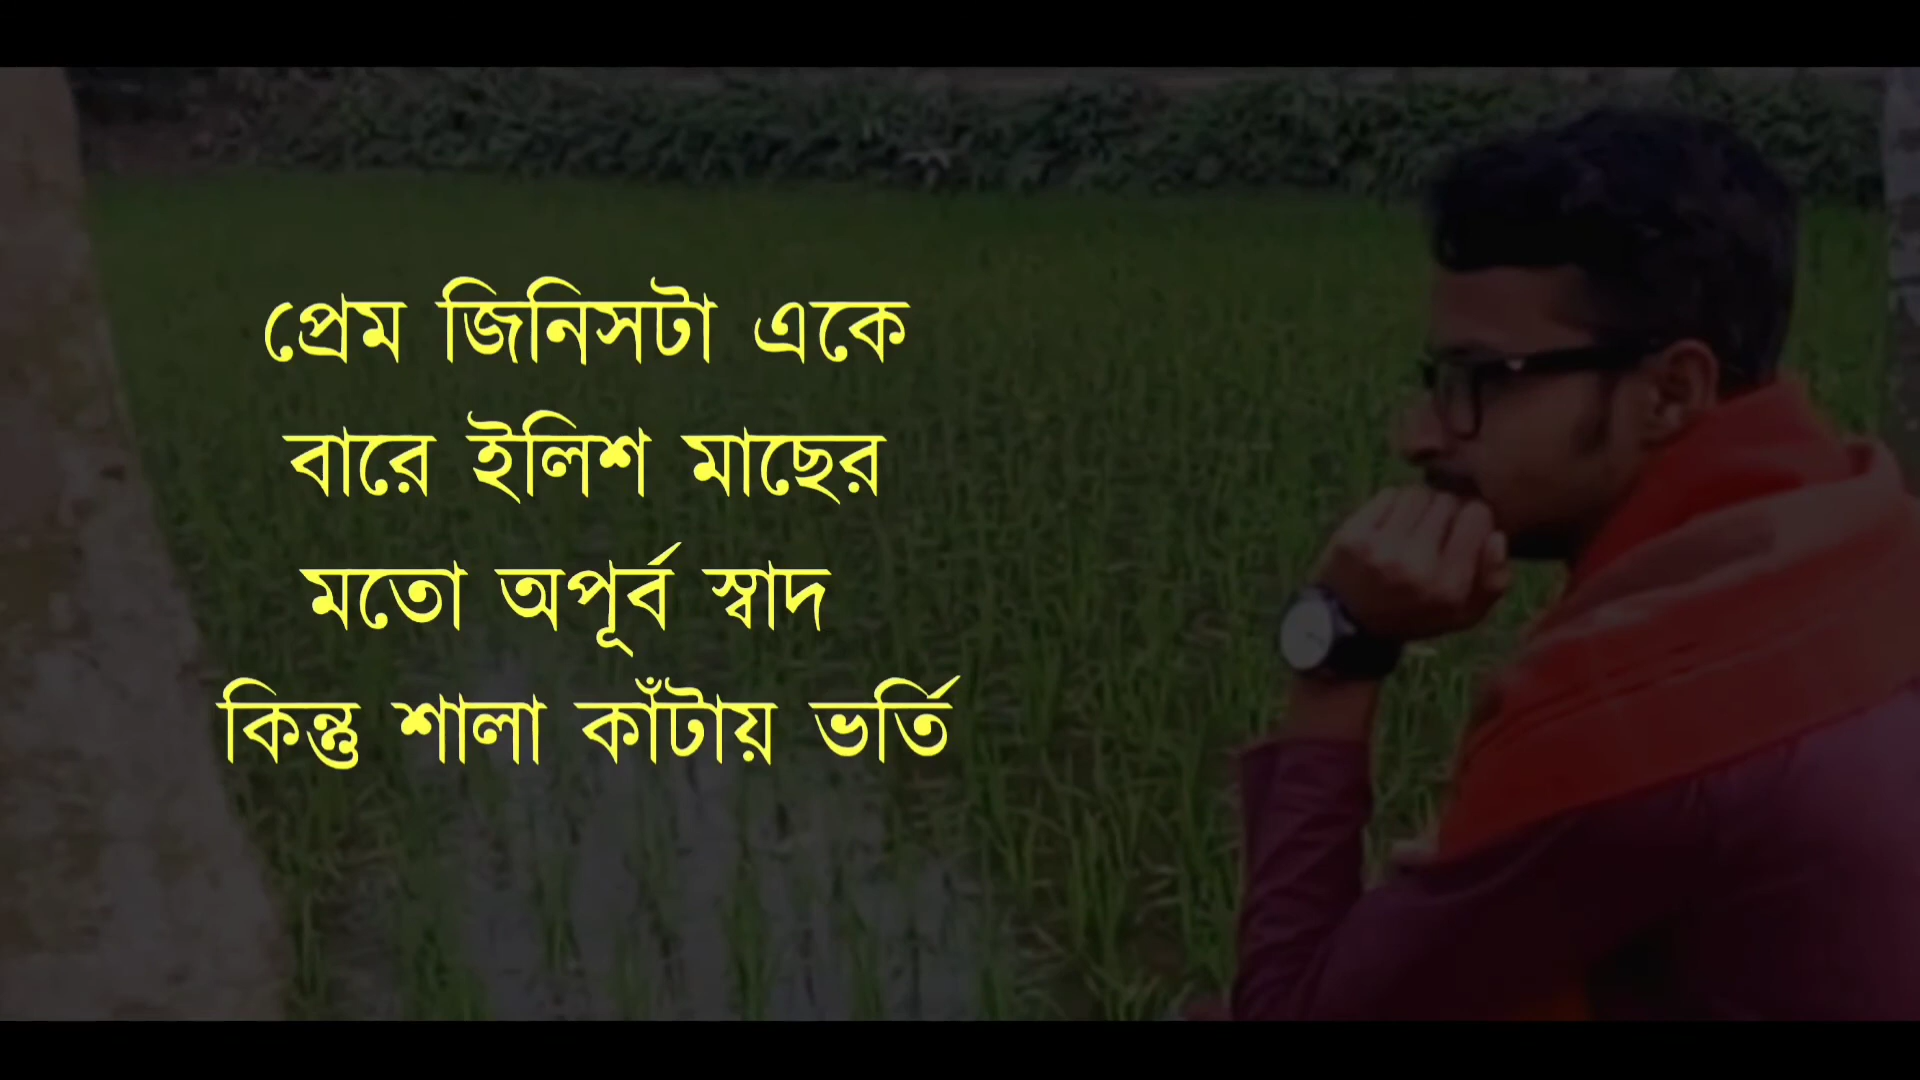 প্রেম জিনিসটা একে
বারে ইলিশ মাছের
মতো অপূর্ব স্বাদ
কিন্তু শালা কাঁটায় ভর্তি